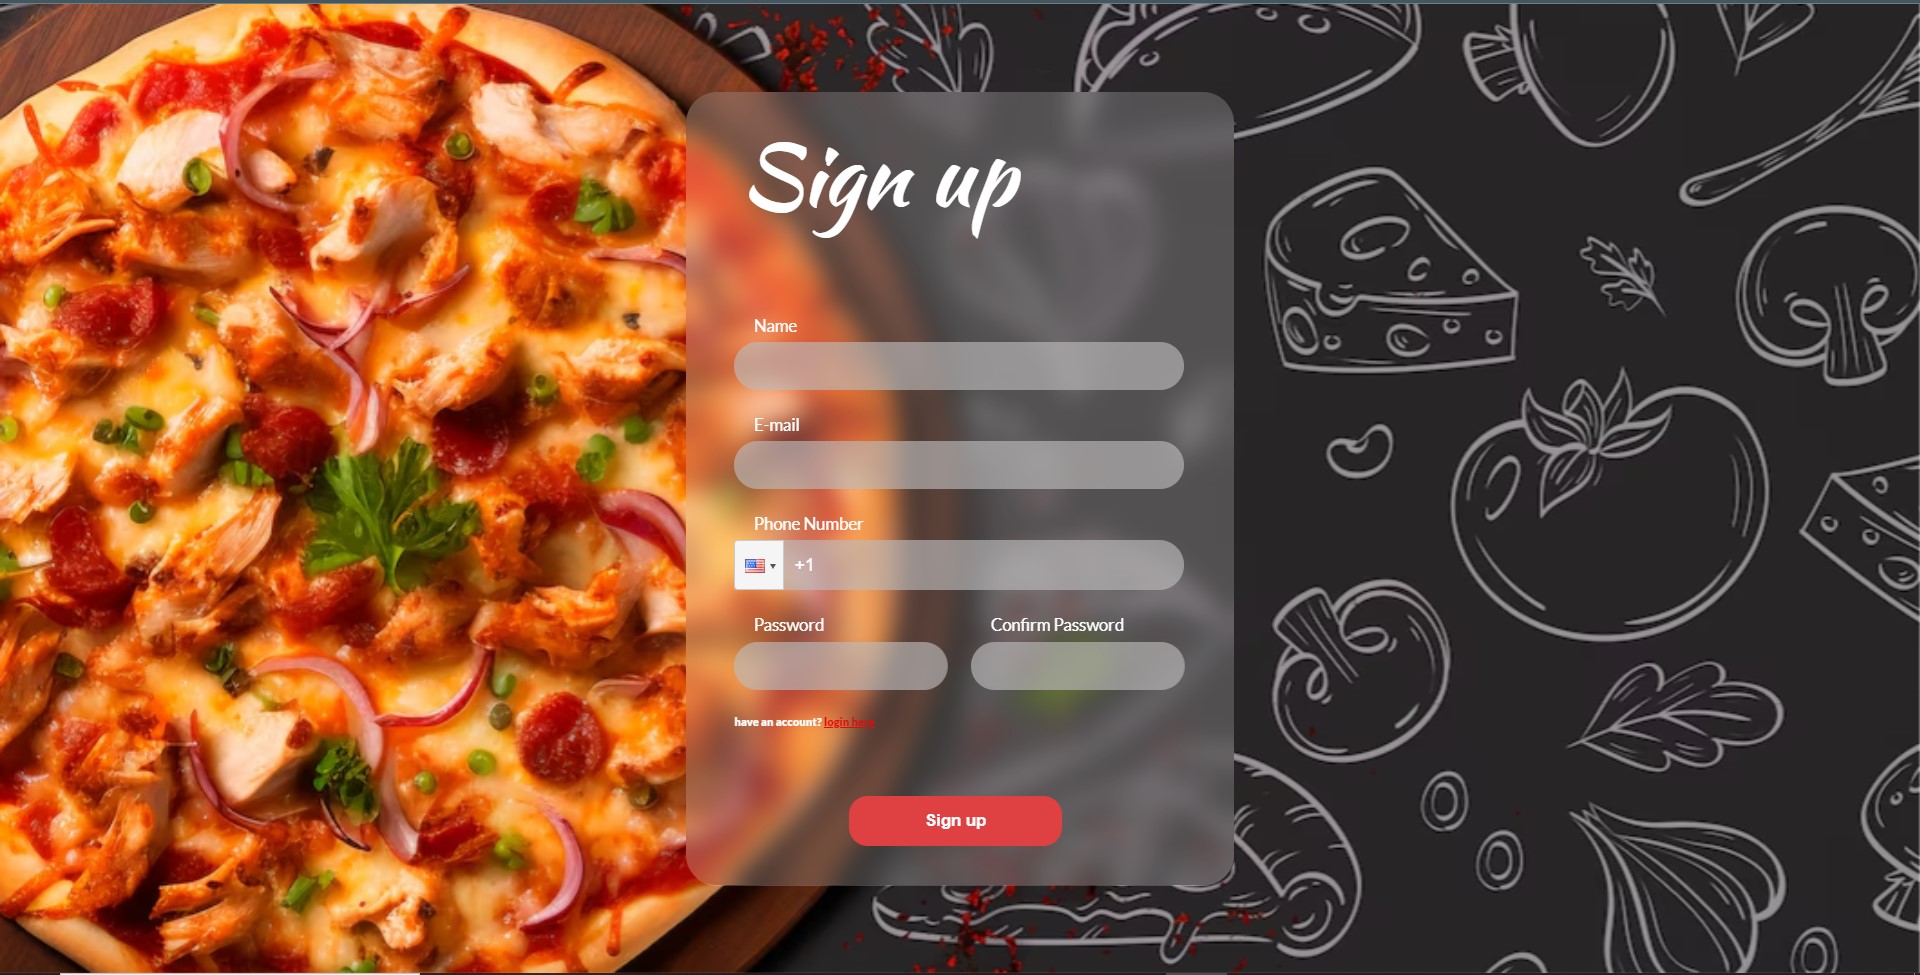 Sign up
Name
E-mail
Phone Number
+1
Password Confirm Password
have an account? login here
Sign up